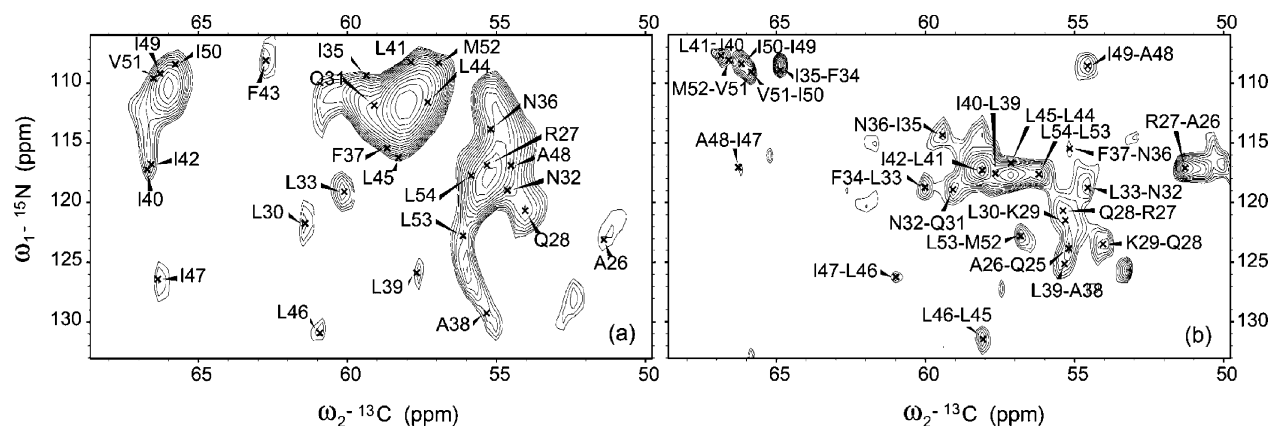 65 60 55 50
65 60 55 50
I49 I50
V51
F43
I35 L41 M52
Q31 L44
N36
R27
F37 A48
L45
I42
I40
L33 L54 N32
L30 L53 Q28
A26
I47 L39
L46 A38
110
115
120
125
130
(a)
ω1 - 15N (ppm)
65 60 55 50
ω2 - 13C (ppm)
L41-I40 I50-I49 I49-A48
M52-V51 I35-F34
V51-I50
I40-L39
L45-L44
N36-I35 L54-L53 R27-A26
A48-I47 F37-N36
I42-L41
F34-L33 L33-N32
N32-Q31 L30-K29 Q28-R27
L53-M52 K29-Q28
A26-Q25
I47-L46 L39-A38
L46-L45
110
115
120
125
130
(b)
65 60 55 50
ω2 - 13C (ppm)